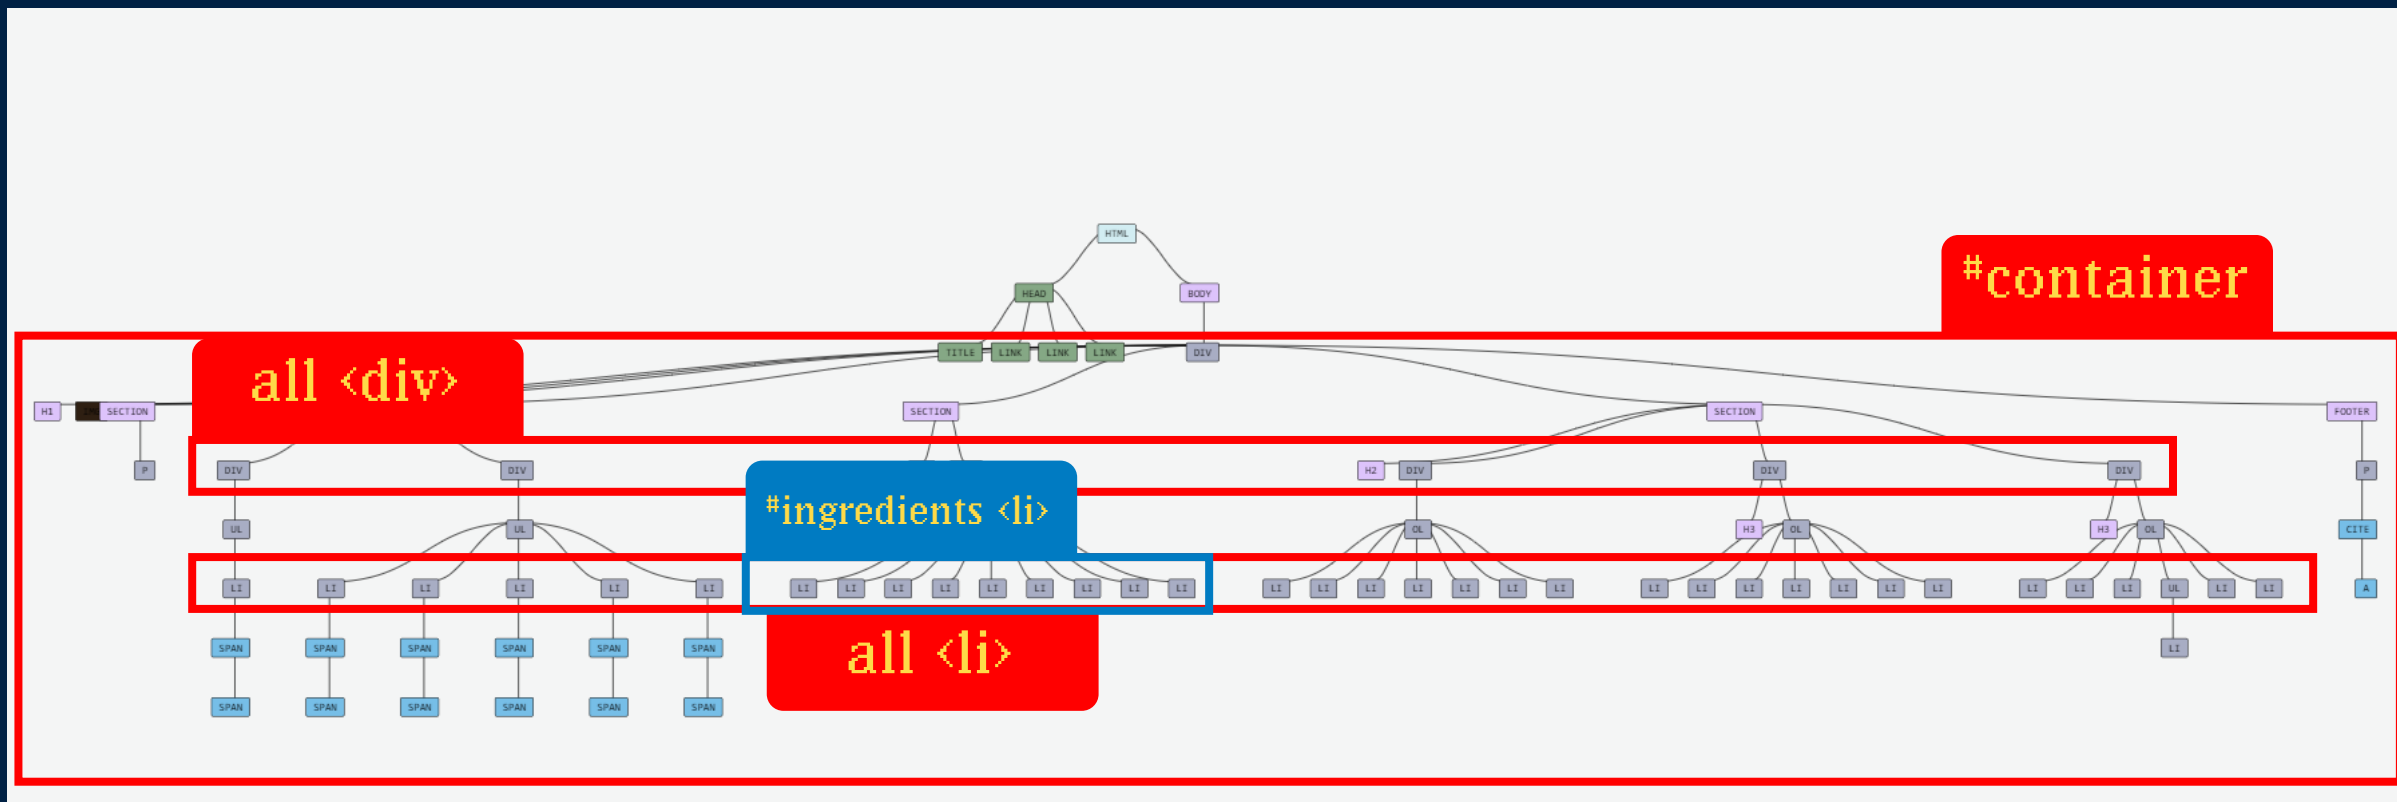 HTML
#container
HEAD BODY
TITLE LINK LINK LINK DIV
all <div>
H1 SECTION SECTION SECTION FOOTER
P DIV DIV H2 DIV DIV DIV P
#ingredients <li>
UL UL OL H3 OL H3 OL CITE
LI LI LI LI LI LI LI LI LI LI LI LI LI LI LI LI LI LI LI LI LI LI LI LI LI LI LI LI LI LI LI LI UL LI LI A
all <li>
SPAN SPAN SPAN SPAN SPAN SPAN LI
SPAN SPAN SPAN SPAN SPAN SPAN